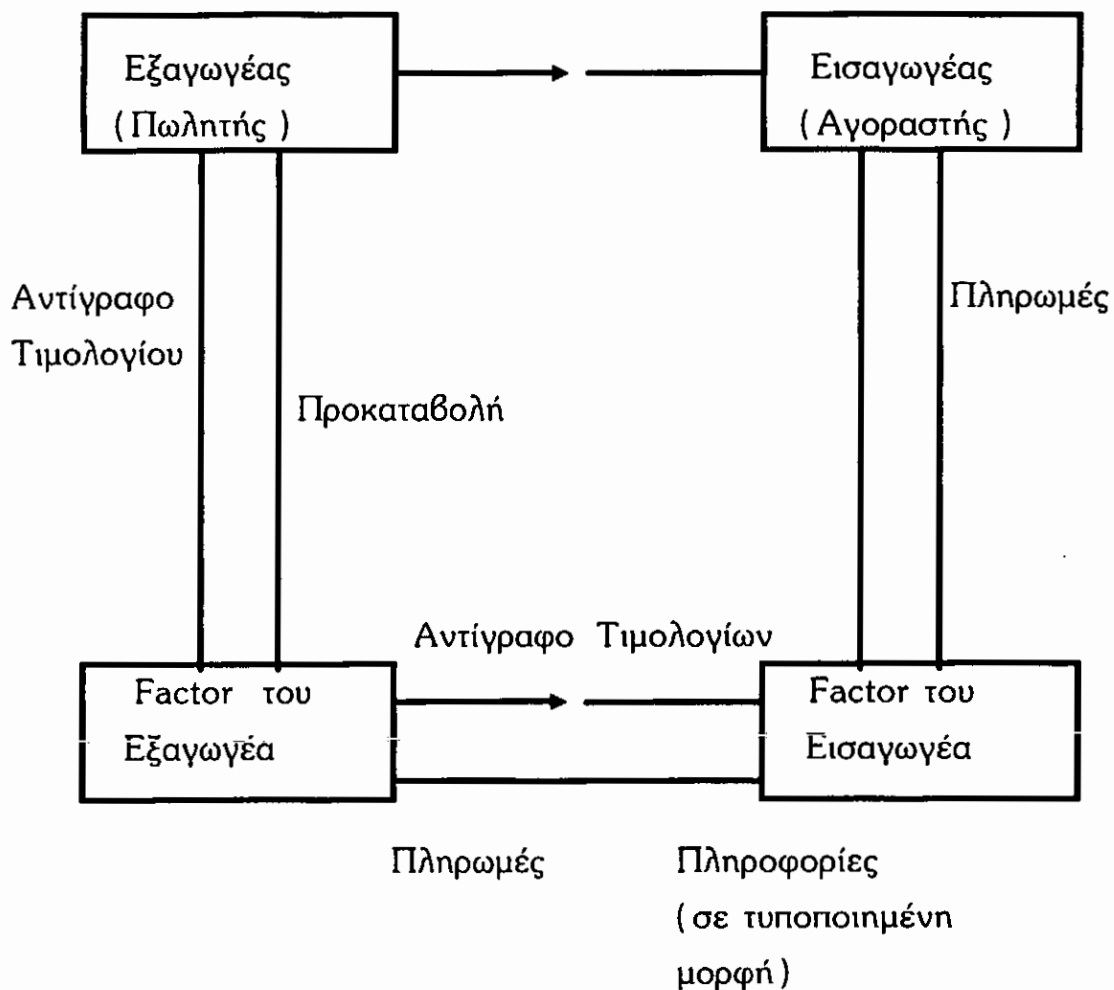 Εξαγωγέας
( Πωλητής )
Εισαγωγέας
( Αγοραστής )
Αντίγραφο
Τιμολογίου
Προκαταβολή
Πληρωμές
Αντίγραφο Τιμολογίων
Factor του
Εξαγωγέα
Factor του
Εισαγωγέα
Πληρωμές
Πληροφορίες
( σε τυποποιημένη
μορφή )